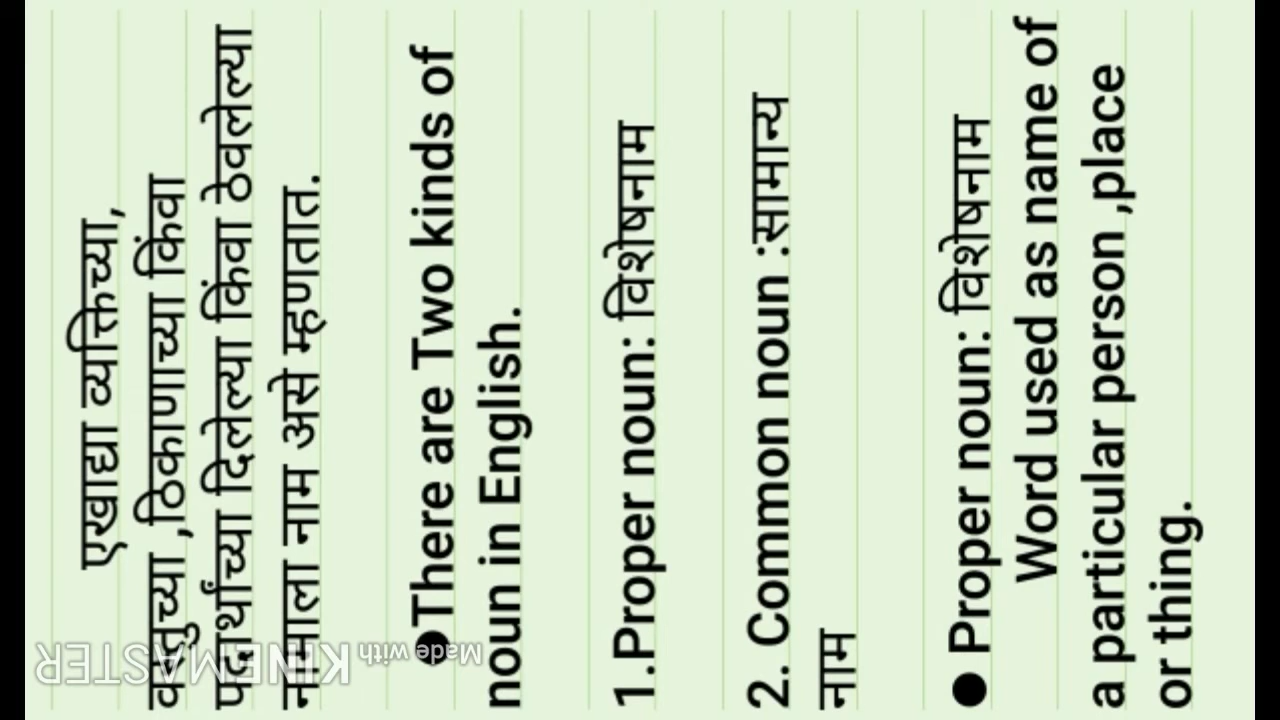 एखाद्या व्यक्तिच्या,
वस्तुच्या ,ठिकाणाच्या किंवा
पदार्थाच्या दिलेल्या किंवा ठेवलेल्या
नामाला नाम असे म्हणतात.
●There are Two kinds of
noun in English.
1.Proper noun: विशेषनाम
2. Common noun :सामान्य
नाम
● Proper noun: विशेषनाम
Word used as name of
a particular person ,place
or thing.
Made with KINEMASTER